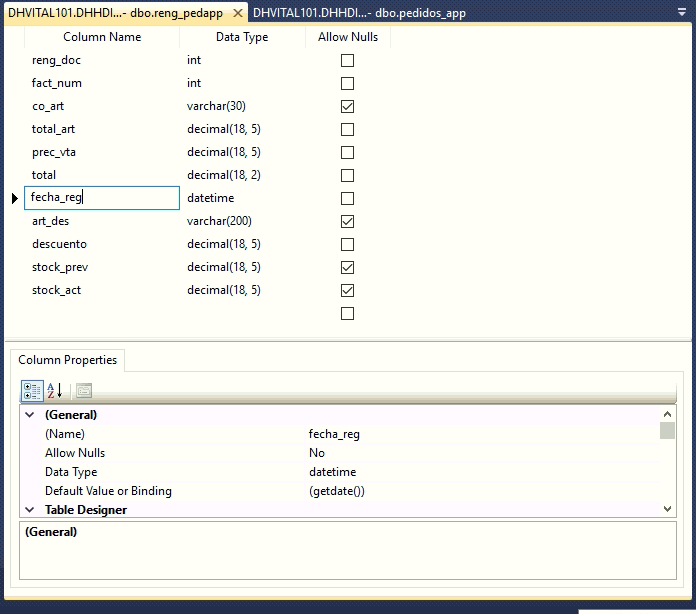 DHVITAL101.DHHDI...- dbo.reng_pedapp DHVITAL101.DHHDI...- dbo.pedidos_app
Column Name Data Type Allow Nulls
reng_doc int
fact_num int
co_art varchar(30)
total_art decimal(18, 5)
prec_vta decimal(18, 5)
total decimal(18, 2)
fecha_reg datetime
art_des varchar(200)
descuento decimal(18, 5)
stock_prev decimal(18, 5)
stock_act decimal(18, 5)
Column Properties
(General)
(Name) fecha_reg
Allow Nulls No
Data Type datetime
Default Value or Binding (getdate())
Table Designer
(General)